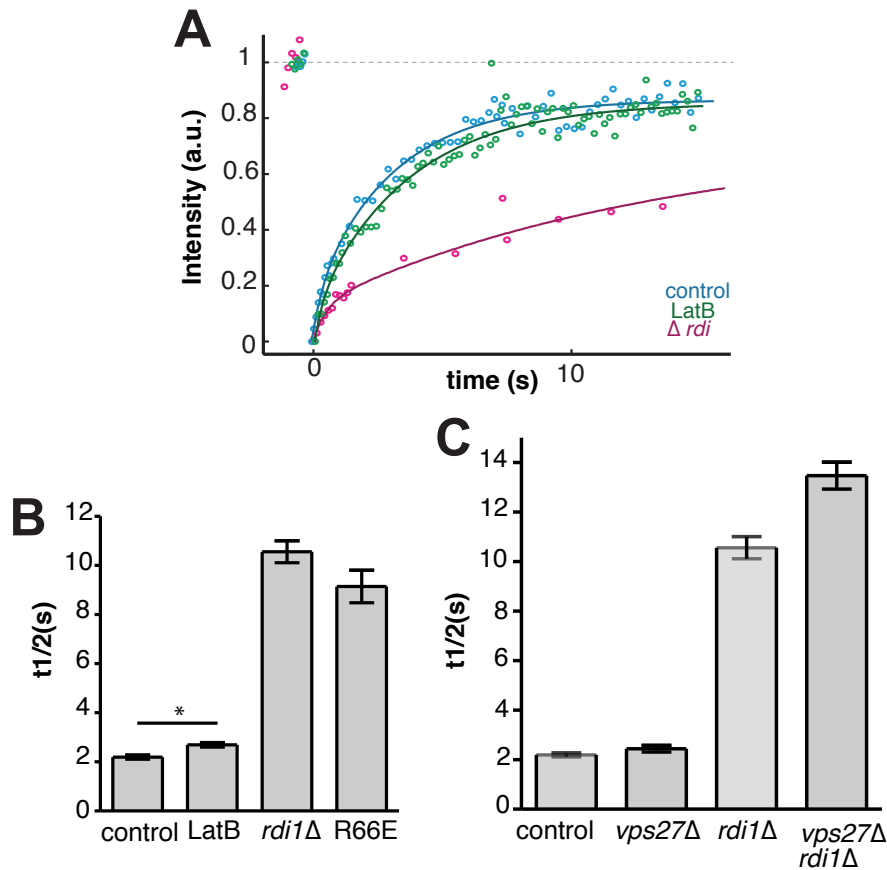 A
Intensity (a.u.)
1
0.8
0.6
0.4
0.2
0
0
10
time (s)
control
LatB
Δ rdi
B
t1/2(s)
12
10
8
6
4
2
0
*
control
LatB
rdi1Δ
R66E
C
t1/2(s)
14
12
10
8
6
4
2
0
control
vps27Δ
rdi1Δ
vps27Δ
rdi1Δ